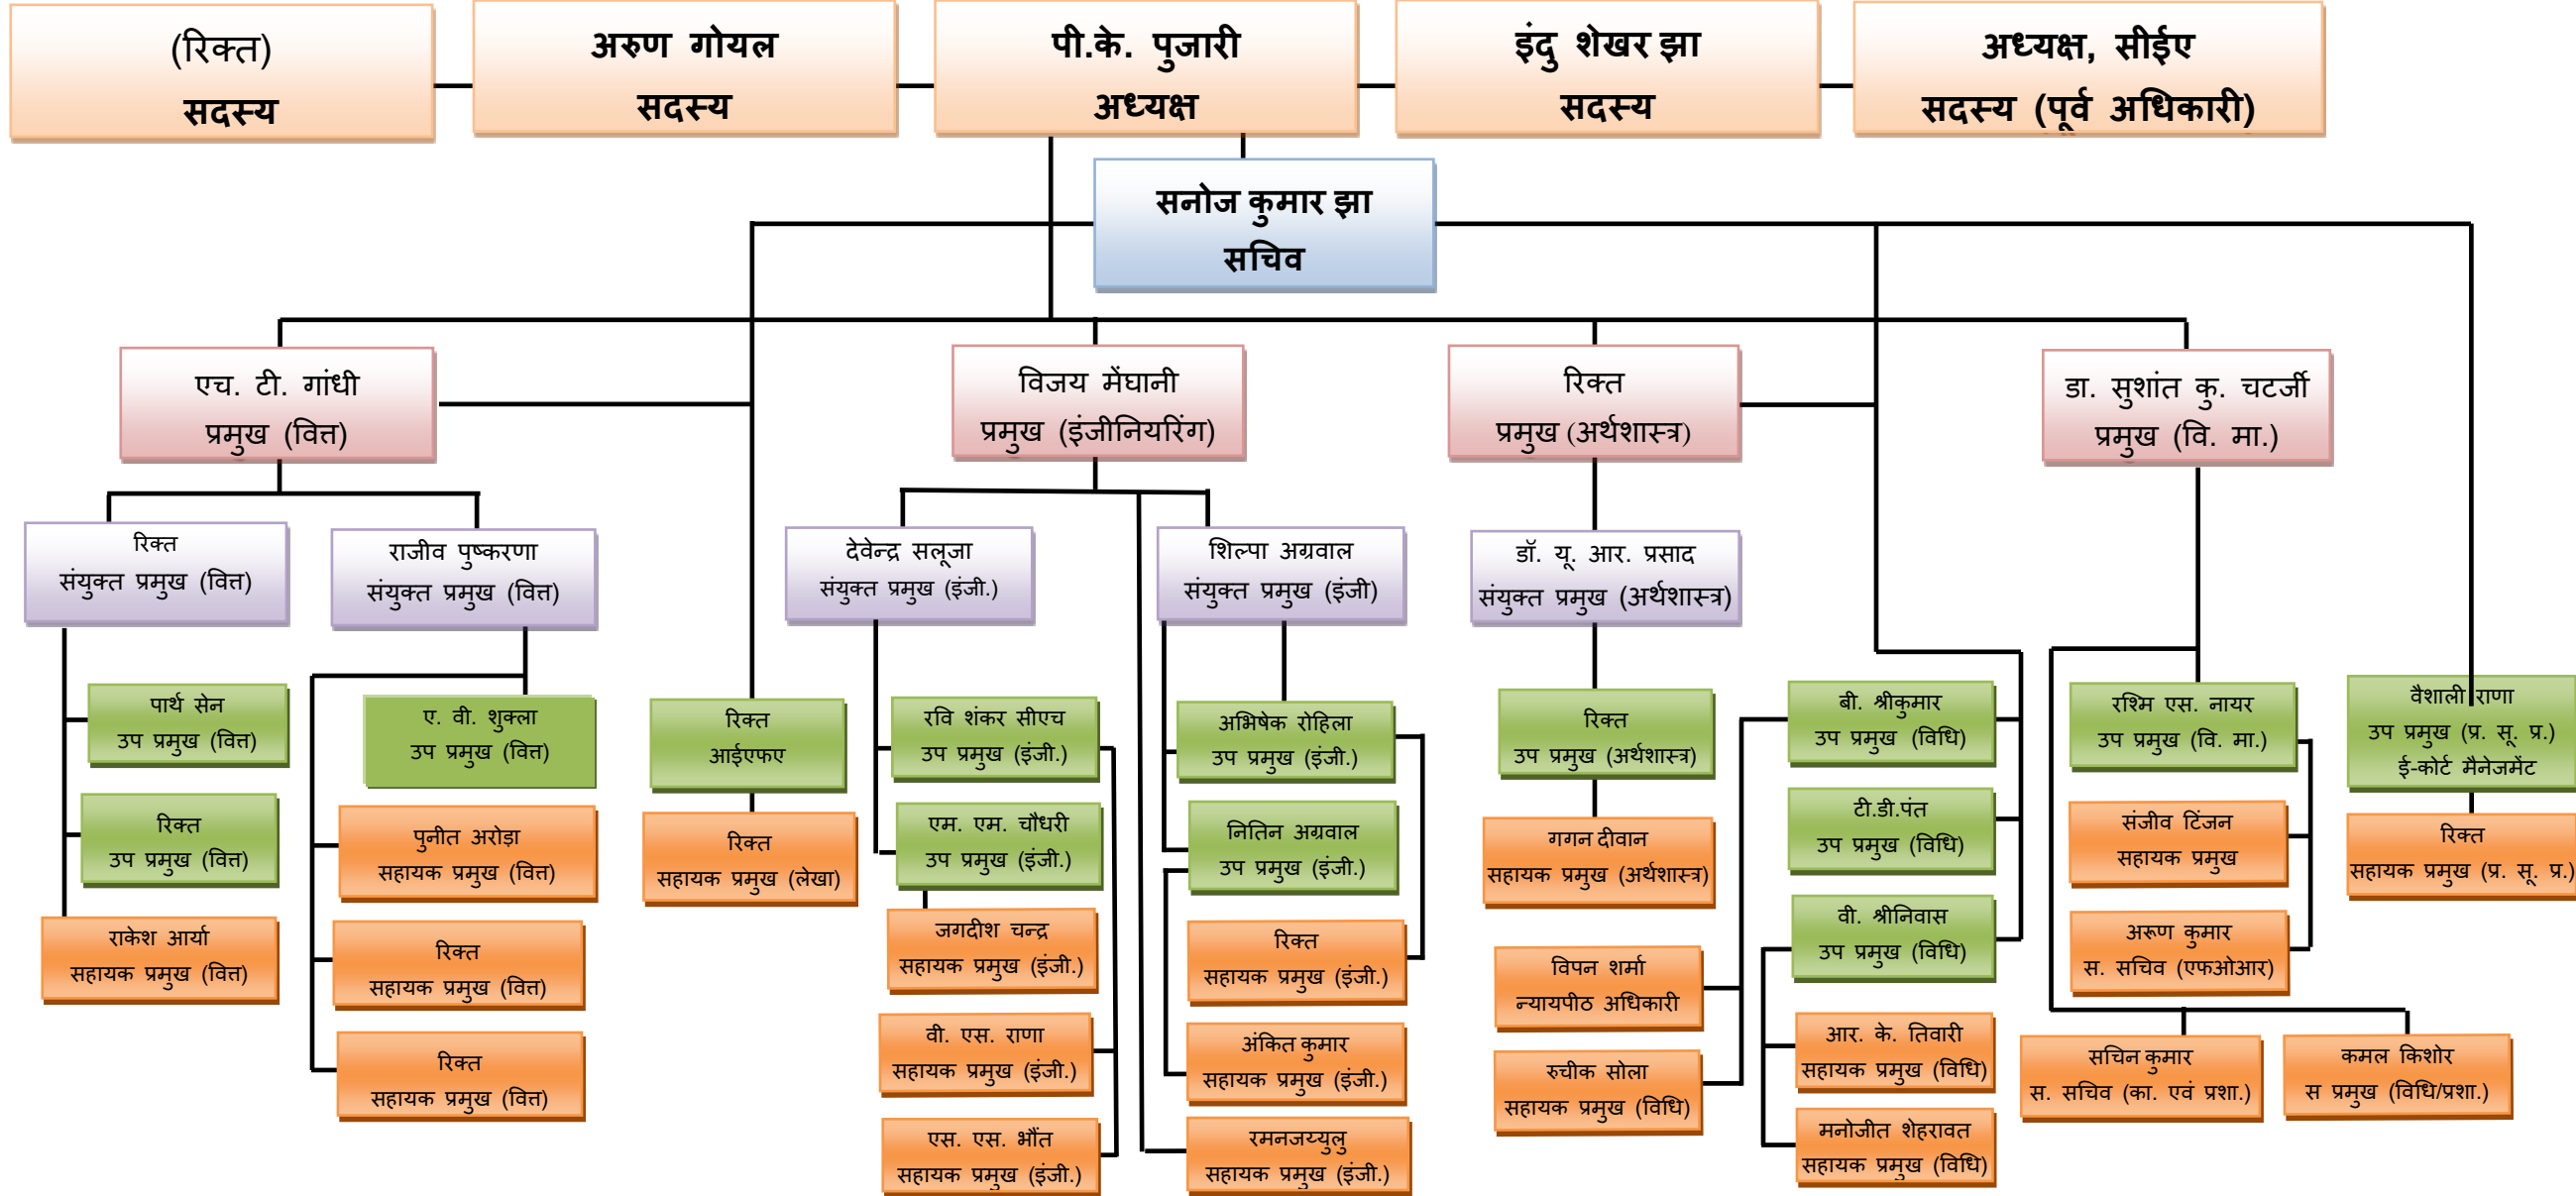 (रिक्त)
सदस्य
अरुण गोयल
सदस्य
पी.के. पुजारी
अध्यक्ष
इंदु शेखर झा
सदस्य
अध्यक्ष, सीईए
सदस्य (पूर्व अधिकारी)
सनोज कुमार झा
सचिव
एच. टी. गांधी
प्रमुख (वित्त)
विजय मेंघानी
प्रमुख (इंजीनियरिंग)
रिक्त
प्रमुख (अर्थशास्त्र)
डा. सुशांत कु. चटर्जी
प्रमुख (वि. मा.)
रिक्त
संयुक्त प्रमुख (वित्त)
राजीव पुष्करणा
संयुक्त प्रमुख (वित्त)
देवेन्द्र सलूजा
संयुक्त प्रमुख (इंजी.)
शिल्पा अग्रवाल
संयुक्त प्रमुख (इंजी)
डॉ. यू. आर. प्रसाद
संयुक्त प्रमुख (अर्थशास्त्र)
पार्थ सेन
उप प्रमुख (वित्त)
रिक्त
उप प्रमुख (वित्त)
राकेश आर्या
सहायक प्रमुख (वित्त)
ए. वी. शुक्ला
उप प्रमुख (वित्त)
पुनीत अरोड़ा
सहायक प्रमुख (वित्त)
रिक्त
सहायक प्रमुख (वित्त)
रिक्त
सहायक प्रमुख (वित्त)
रिक्त
आईएफए
रिक्त
सहायक प्रमुख (लेखा)
रवि शंकर सीएच
उप प्रमुख (इंजी.)
एम. एम. चौधरी
उप प्रमुख (इंजी.)
जगदीश चन्द्र
सहायक प्रमुख (इंजी.)
वी. एस. राणा
सहायक प्रमुख (इंजी.)
एस. एस. भौंत
सहायक प्रमुख (इंजी.)
अभिषेक रोहिला
उप प्रमुख (इंजी.)
नितिन अग्रवाल
उप प्रमुख (इंजी.)
रिक्त
सहायक प्रमुख (इंजी.)
अंकित कुमार
सहायक प्रमुख (इंजी.)
रमनजय्युलु
सहायक प्रमुख (इंजी.)
रिक्त
उप प्रमुख (अर्थशास्त्र)
गगन दीवान
सहायक प्रमुख (अर्थशास्त्र)
विपन शर्मा
न्यायपीठ अधिकारी
रुचीक सोला
सहायक प्रमुख (विधि)
बी. श्रीकुमार
उप प्रमुख (विधि)
टी.डी.पंत
उप प्रमुख (विधि)
वी. श्रीनिवास
उप प्रमुख (विधि)
आर. के. तिवारी
सहायक प्रमुख (विधि)
मनोजीत शेहरावत
सहायक प्रमुख (विधि)
रश्मि एस. नायर
उप प्रमुख (वि. मा.)
संजीव टिंजन
सहायक प्रमुख
अरूण कुमार
स. सचिव (एफओआर)
सचिन कुमार
स. सचिव (का. एवं प्रशा.)
कमल किशोर
स प्रमुख (विधि/प्रशा.)
वैशाली राणा
उप प्रमुख (प्र. सू. प्र.)
ई-कोर्ट मैनेजमेंट
रिक्त
सहायक प्रमुख (प्र. सू. प्र.)